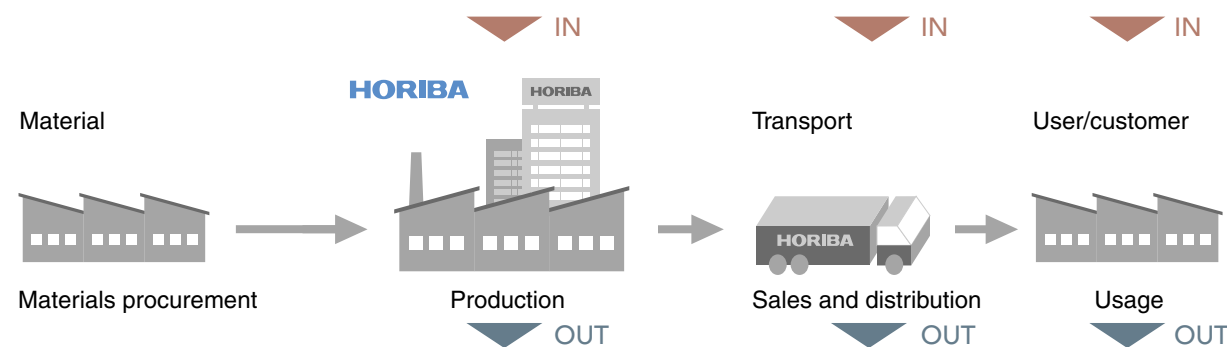 IN
IN
IN
HORIBA
HORIBA
Material
Transport
User/customer
HORIBA
Materials procurement
Production
Sales and distribution
Usage
OUT
OUT
OUT